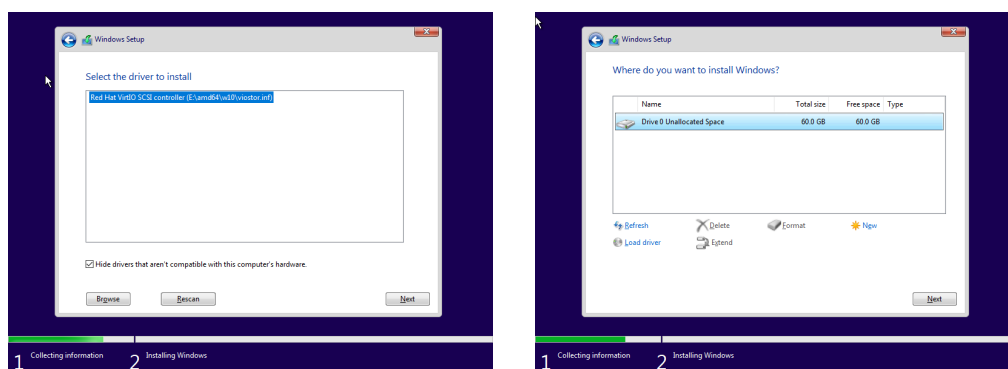 Windows Setup
Select the driver to install
Red Hat VirtIO SCSI controller (E:\amd64\w10\viostor.inf)
Hide drivers that aren't compatible with this computer's hardware.
Browse Rescan Next
1 Collecting information 2 Installing Windows
Windows Setup
Where do you want to install Windows?
Name Total size Free space Type
Drive 0 Unallocated Space 60.0 GB 60.0 GB
Refresh Delete Format New
Load driver Extend
Next
1 Collecting information 2 Installing Windows